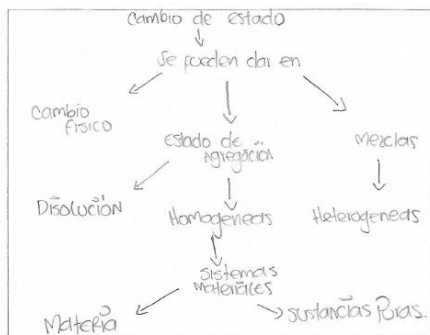 Cambio de estado
Se pueden dar en
Cambio
Físico
Estado de
Agregación
Mezclas
Disolución
Homogeneas
Heterogeneas
Sistemas
Materiales
Materia
Sustancias Puras.